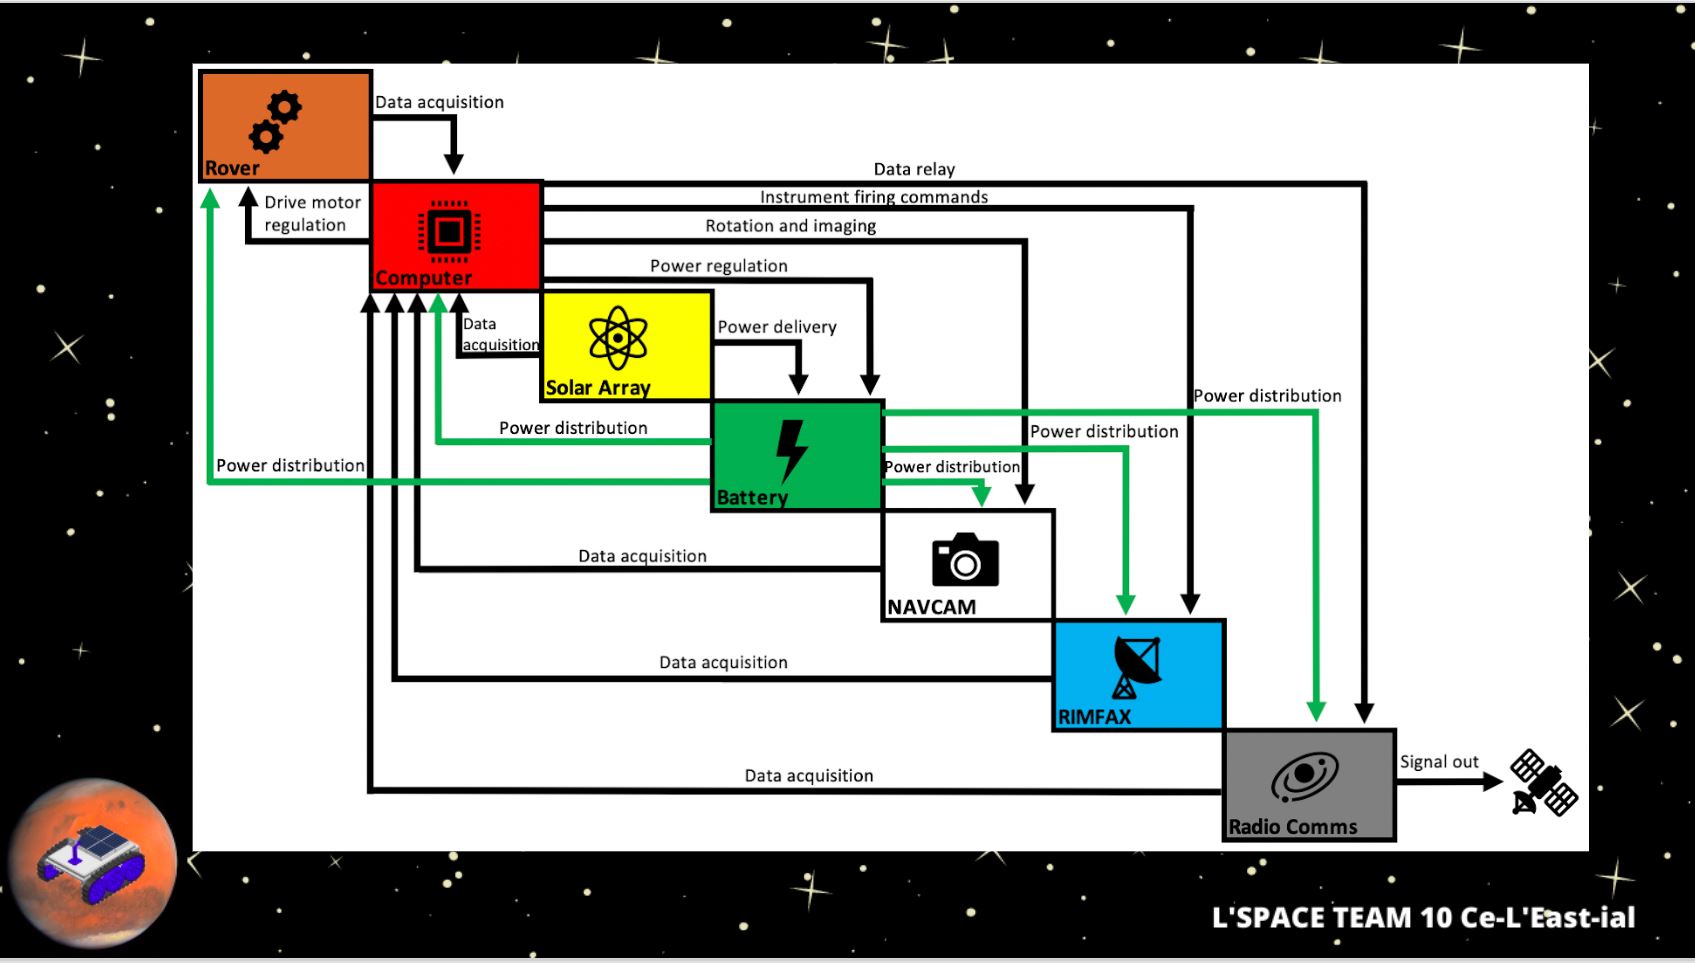 Data acquisition
Rover
Data relay
Instrument firing commands
Drive motor
regulation
Rotation and imaging
Power regulation
Computer
Data
acquisition
Power delivery
Solar Array
Power distribution
Power distribution
Power distribution
Power distribution
Power distribution
Battery
Data acquisition
NAVCAM
Data acquisition
RIMFAX
Signal out
Data acquisition
Radio Comms
L'SPACE TEAM 10 Ce-L'East-ial